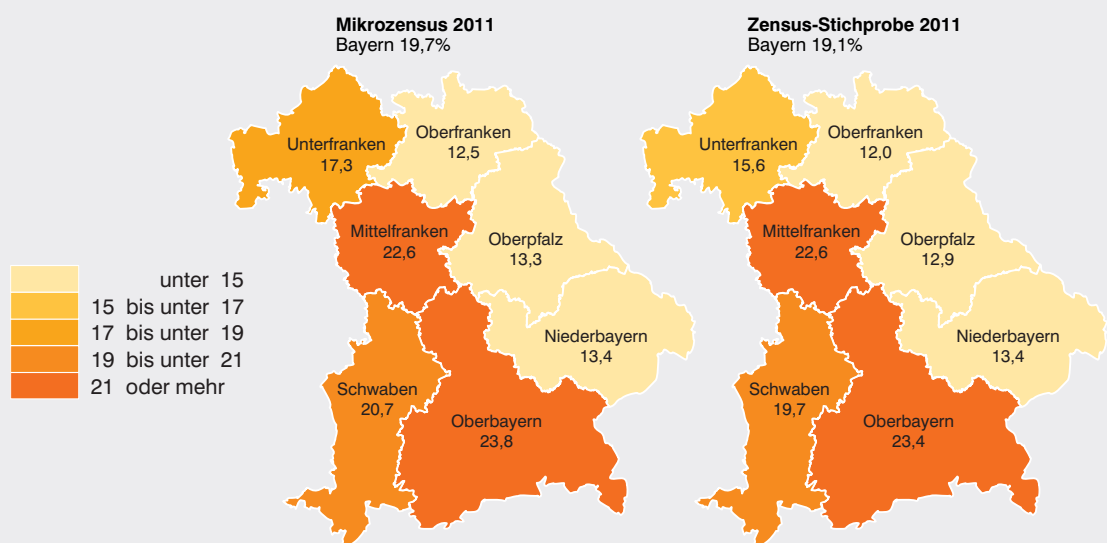 Mikrozensus 2011
Bayern 19,7%
Unterfranken
17,3
Oberfranken
12,5
Mittelfranken
22,6
Oberpfalz
13,3
Niederbayern
13,4
Schwaben
20,7
Oberbayern
23,8
Zensus-Stichprobe 2011
Bayern 19,1%
Unterfranken
15,6
Oberfranken
12,0
Mittelfranken
22,6
Oberpfalz
12,9
Niederbayern
13,4
Schwaben
19,7
Oberbayern
23,4
unter 15
15 bis unter 17
17 bis unter 19
19 bis unter 21
21 oder mehr